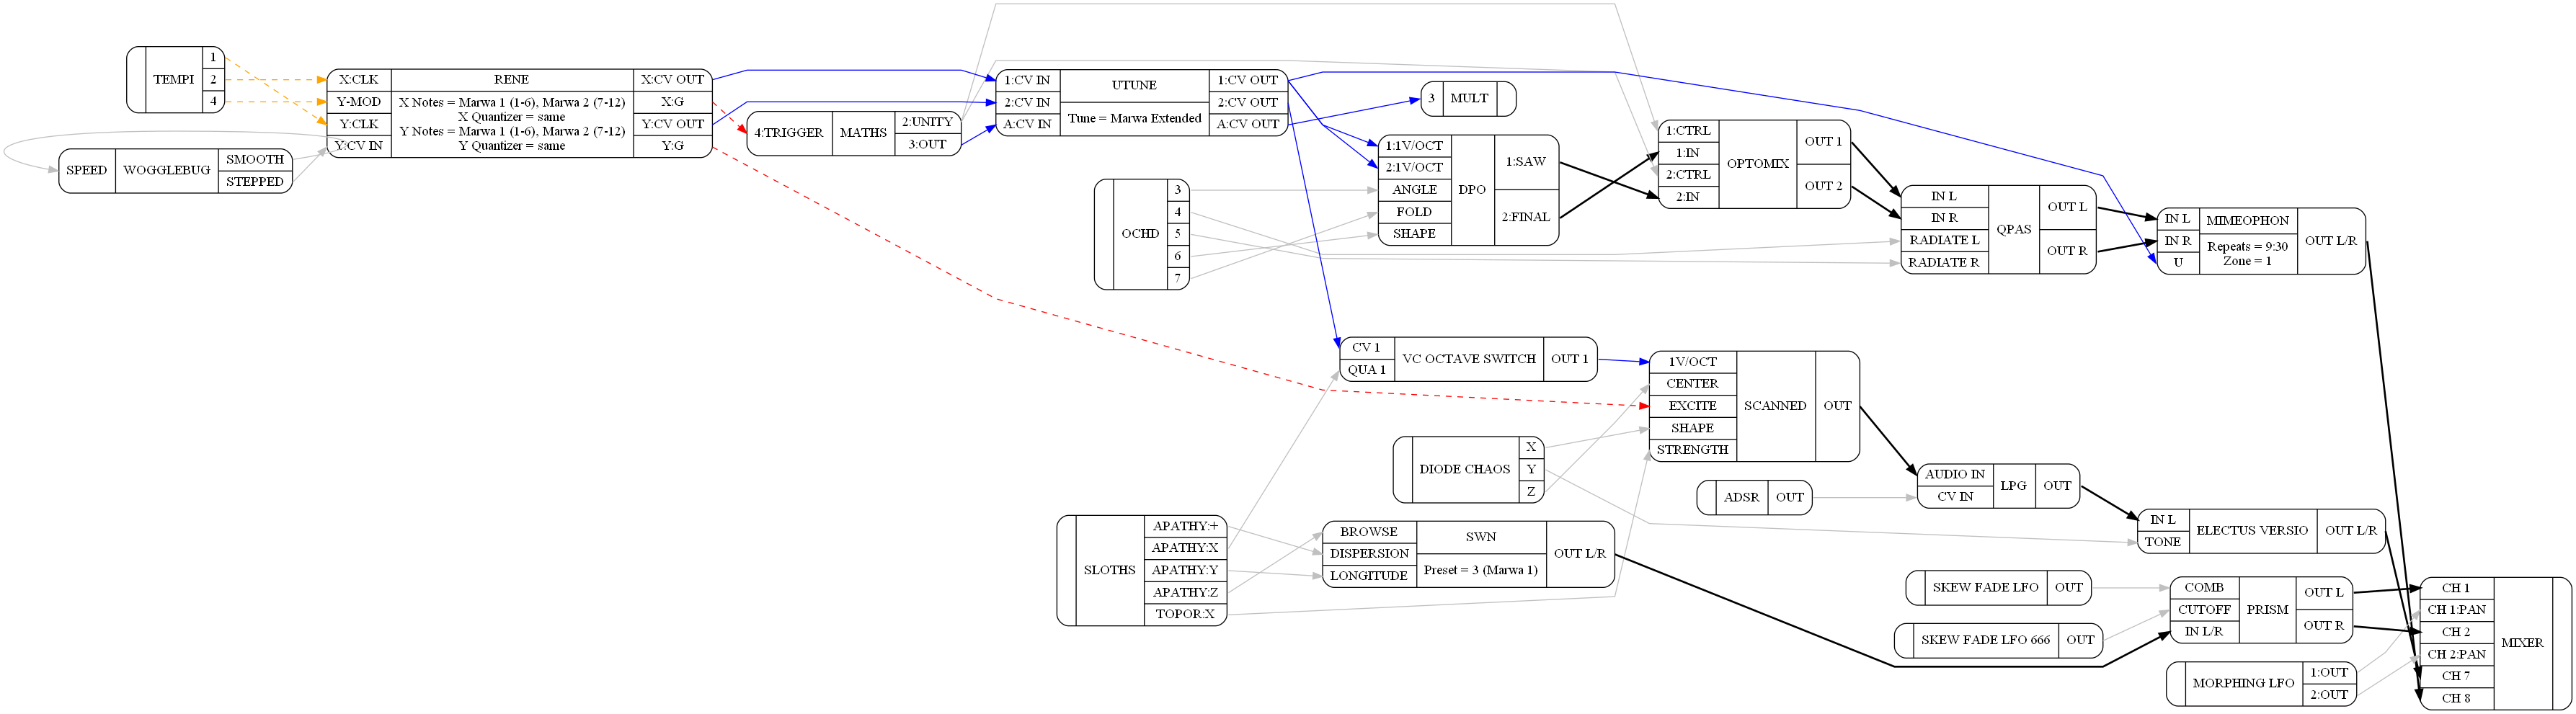 TEMPI
1
2
4
X:CLK
Y-MOD
Y:CLK
Y:CV IN
RENE
X Notes = Marwa 1 (1-6), Marwa 2 (7-12)
X Quantizer = same
Y Notes = Marwa 1 (1-6), Marwa 2 (7-12)
Y Quantizer = same
X:CV OUT
X:G
Y:CV OUT
Y:G
SPEED
WOGGLEBUG
SMOOTH
STEPPED
4:TRIGGER
MATHS
2:UNITY
3:OUT
1:CV IN
2:CV IN
A:CV IN
UTUNE
Tune = Marwa Extended
1:CV OUT
2:CV OUT
A:CV OUT
3
MULT
OCHD
3
4
5
6
7
1:1V/OCT
2:1V/OCT
ANGLE
FOLD
SHAPE
DPO
1:SAW
2:FINAL
1:CTRL
1:IN
2:CTRL
2:IN
OPTOMIX
OUT 1
OUT 2
IN L
IN R
RADIATE L
RADIATE R
QPAS
OUT L
OUT R
IN L
IN R
U
MIMEOPHON
Repeats = 9:30
Zone = 1
OUT L/R
CV 1
QUA 1
VC OCTAVE SWITCH
OUT 1
1V/OCT
CENTER
EXCITE
SHAPE
STRENGTH
SCANNED
OUT
DIODE CHAOS
X
Y
Z
ADSR
OUT
AUDIO IN
CV IN
LPG
OUT
SLOTHS
APATHY:+
APATHY:X
APATHY:Y
APATHY:Z
TOPOR:X
BROWSE
DISPERSION
LONGITUDE
SWN
Preset = 3 (Marwa 1)
OUT L/R
IN L
TONE
ELECTUS VERSIO
OUT L/R
SKEW FADE LFO
OUT
SKEW FADE LFO 666
OUT
COMB
CUTOFF
IN L/R
PRISM
OUT L
OUT R
MORPHING LFO
1:OUT
2:OUT
CH 1
CH 1:PAN
CH 2
CH 2:PAN
CH 7
CH 8
MIXER